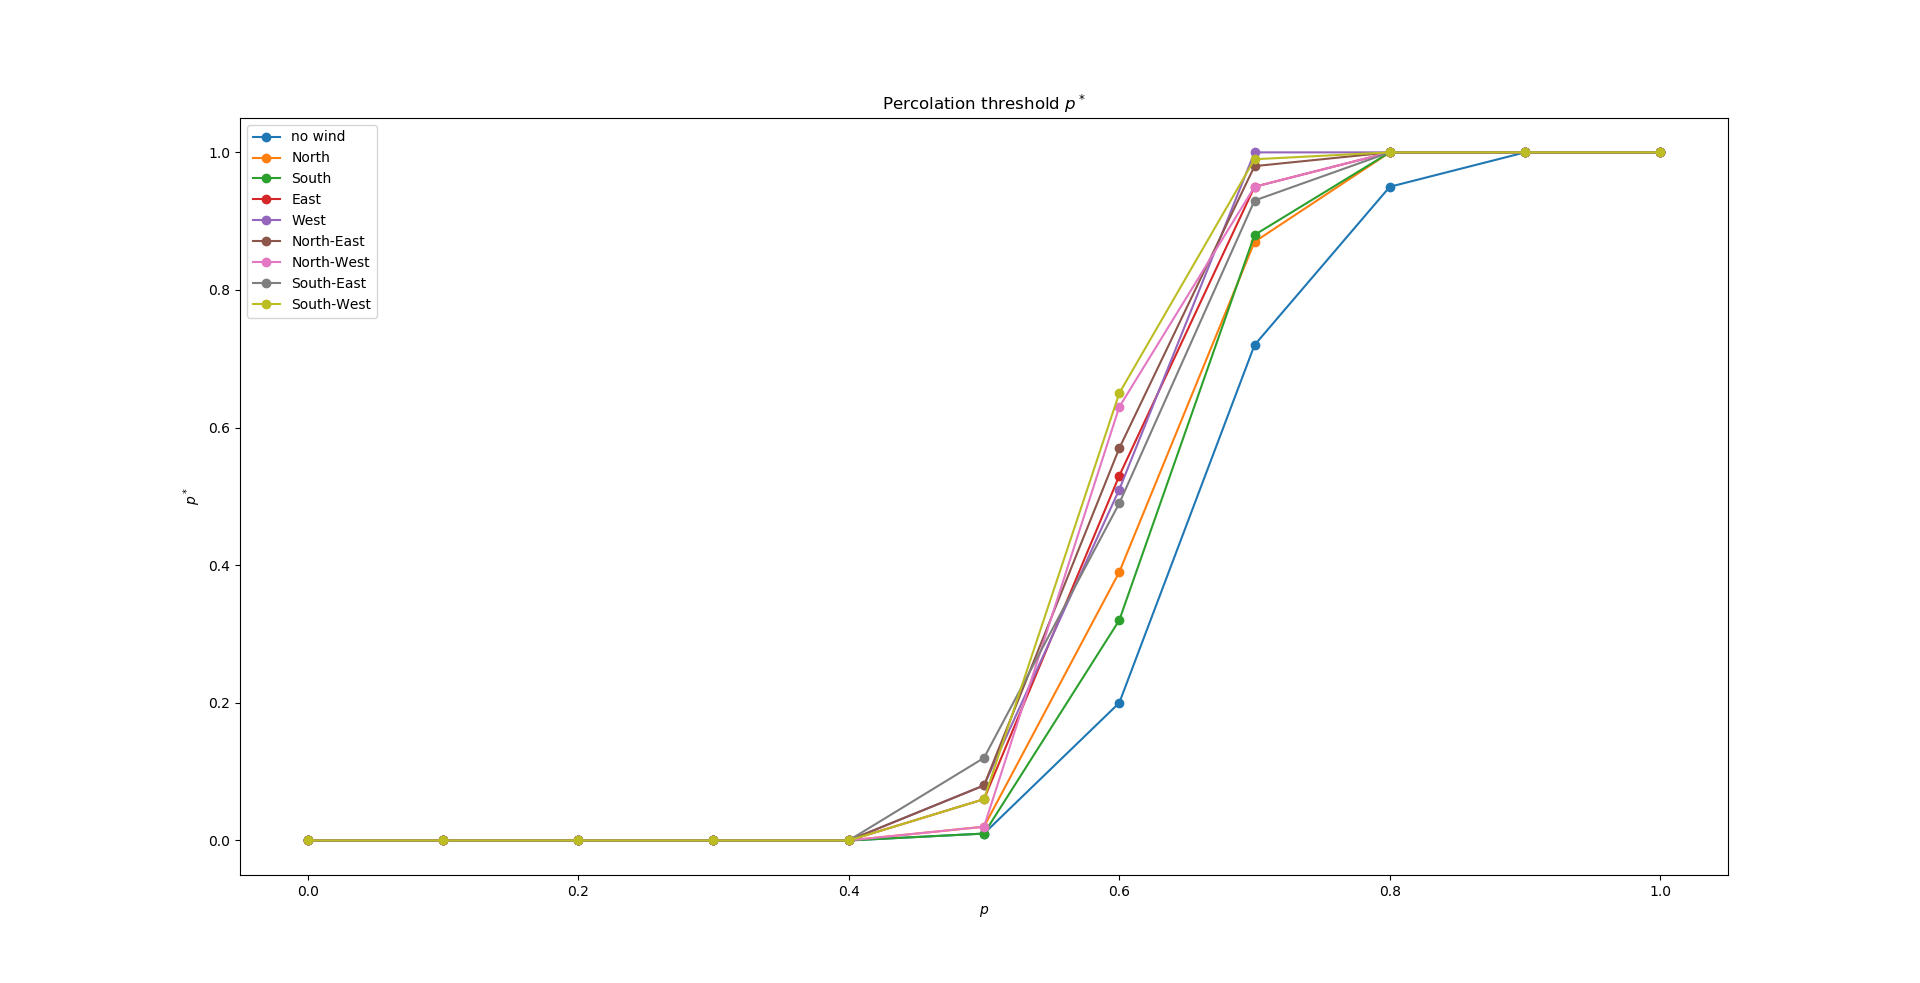 Percolation threshold p*
no wind
North
South
East
West
North-East
North-West
South-East
South-West
1.0
0.8
0.6
0.4
0.2
0.0
p*
0.0 0.2 0.4 0.6 0.8 1.0
p